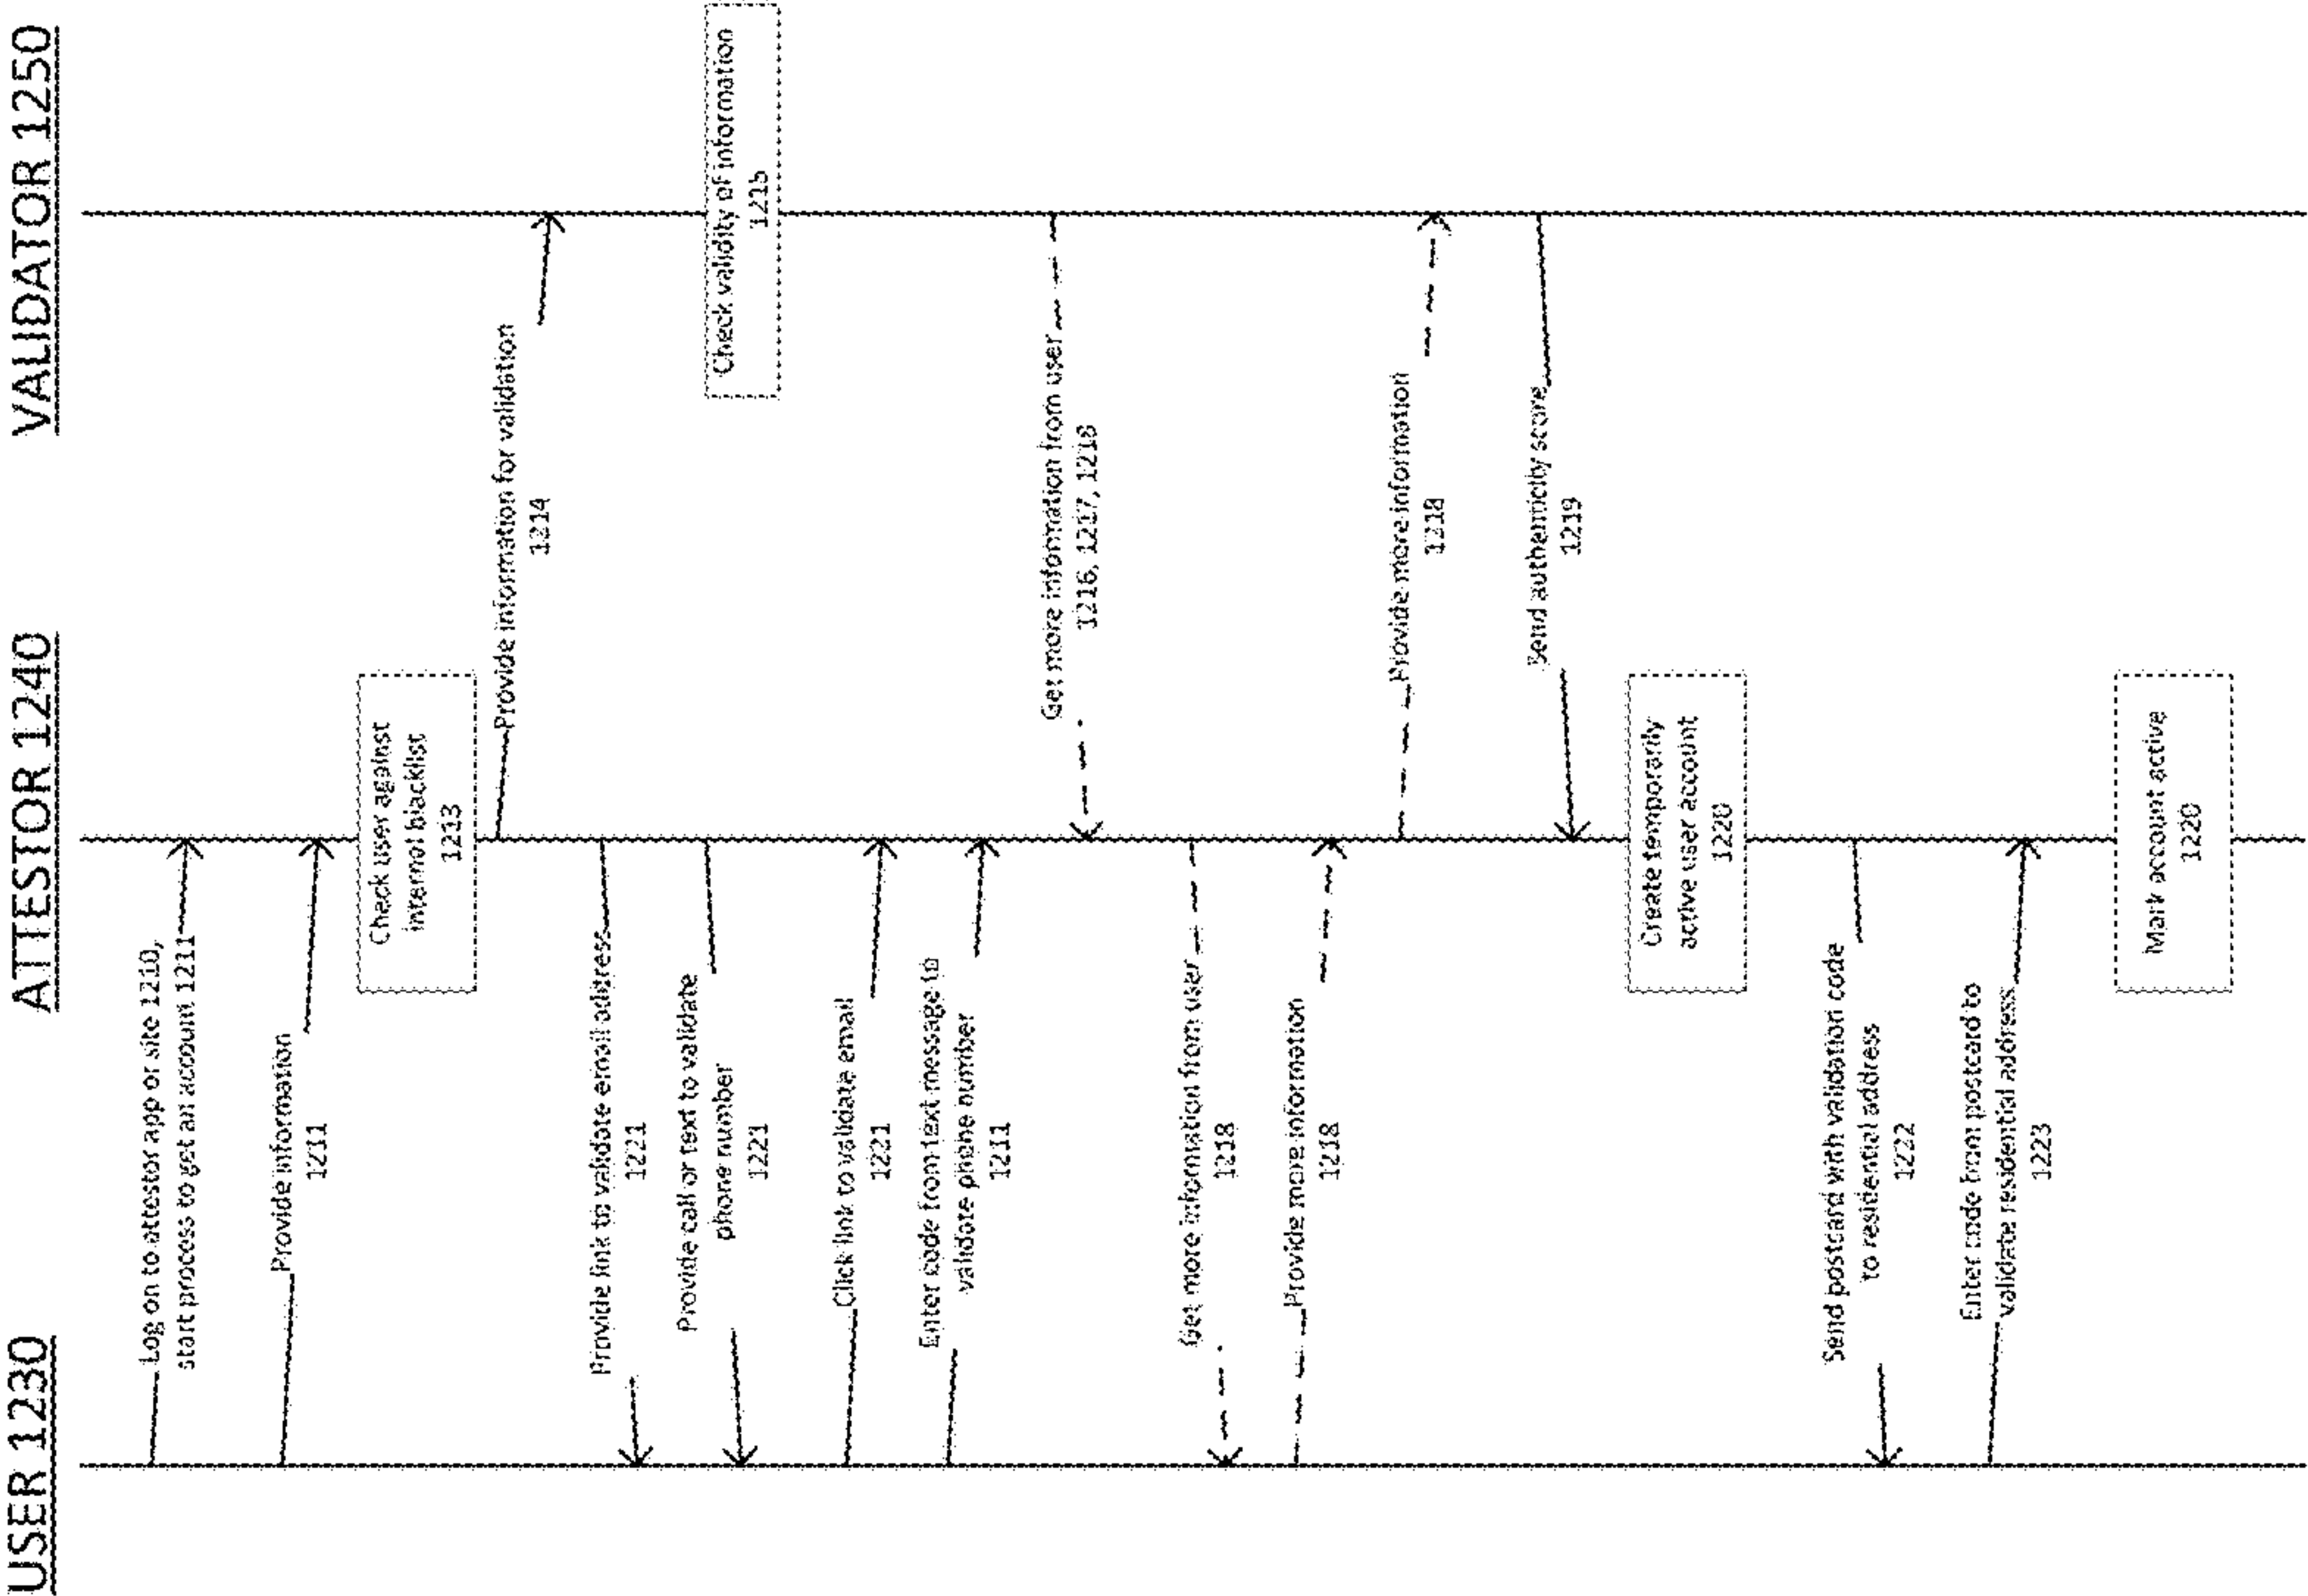 USER 1230
ATTESTOR 1240
VALIDATOR 1250
Log on to attestor app or site 1210,
start process to get an account 1211
Provide information
1211
Check user against
internal blacklist
1213
Provide information for validation
1214
Provide link to validate email address
1221
Provide call or text to validate
phone number
1221
Check validity of information
1215
Click link to validate email
1221
Enter code from text message to
validate phone number
1211
Get more information from user
1216, 1217, 1218
Get more information from user
1218
Provide more information
1218
Provide more information
1218
Send authenticity score
1219
Create temporarily
active user account
1220
Send postcard with validation code
to residential address
1222
Enter code from postcard to
validate residential address
1223
Mark account active
1220